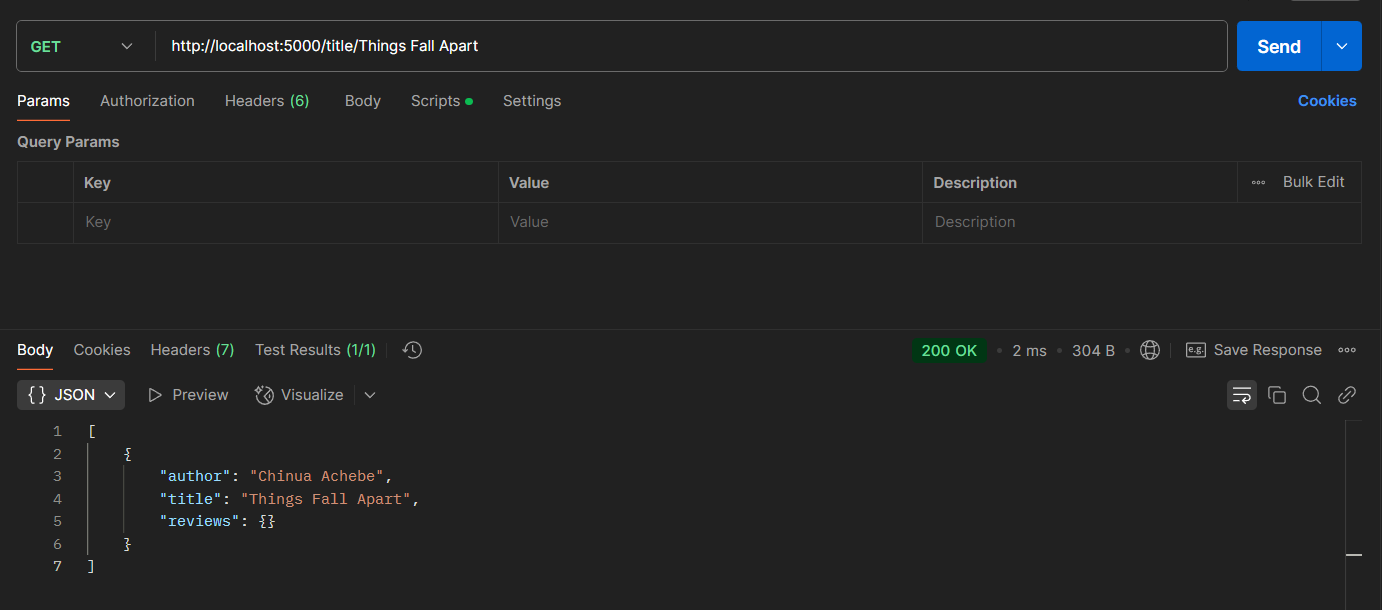 GET http://localhost:5000/title/Things Fall Apart Send
Params Authorization Headers (6) Body Scripts Settings Cookies
Query Params
Key Value Description Bulk Edit
Key Value Description
Body Cookies Headers (7) Test Results (1/1) 200 OK 2 ms 304 B e.g. Save Response
{} JSON Preview Visualize
1 [
2 {
3 "author": "Chinua Achebe",
4 "title": "Things Fall Apart",
5 "reviews": {}
6 }
7 ]